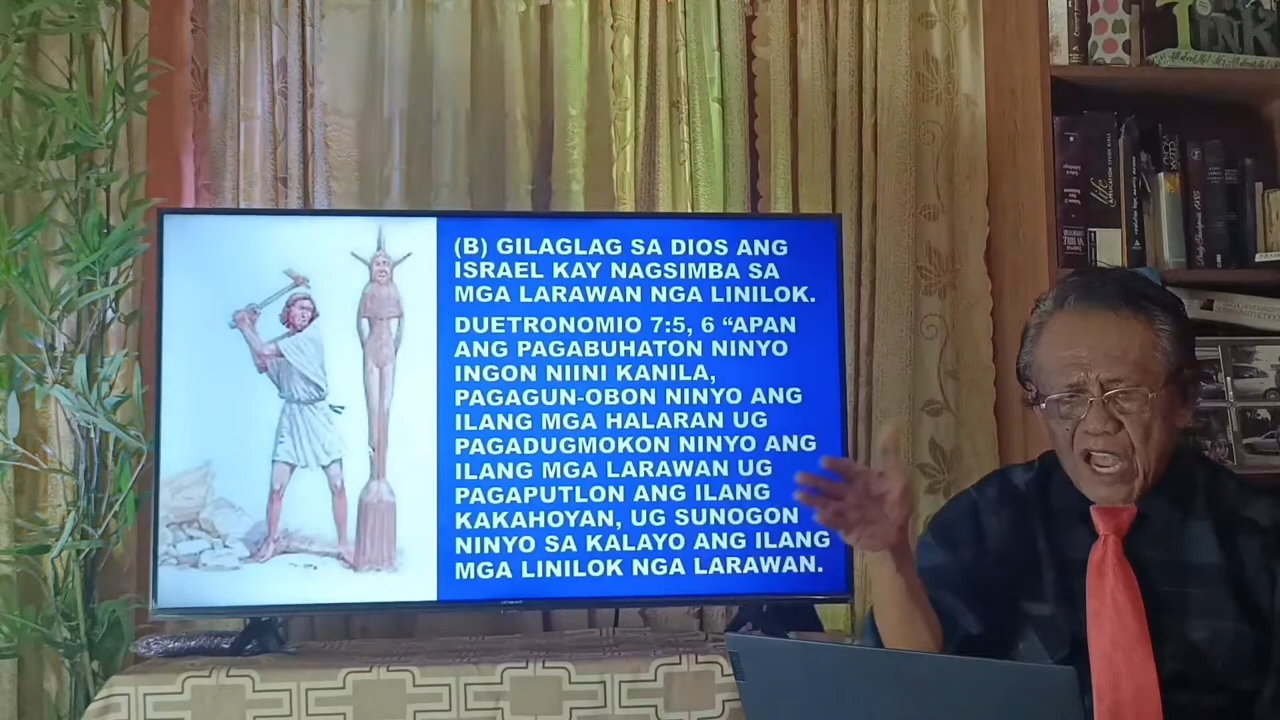 (B) GILAGLAG SA DIOS ANG
ISRAEL KAY NAGSIMBA SA
MGA LARAWAN NGA LINILOK.
DUETRONOMIO 7:5, 6 “APAN
ANG PAGABUHATON NINYO
INGON NIINI KANILA,
PAGAGUN-OBON NINYO ANG
ILANG MGA HALARAN UG
PAGADUGMOKON NINYO ANG
ILANG MGA LARAWAN UG
PAGAPUTLON ANG ILANG
KAKAHOYAN, UG SUNOGON
NINYO SA KALAYO ANG ILANG
MGA LINILOK NGA LARAWAN.
life